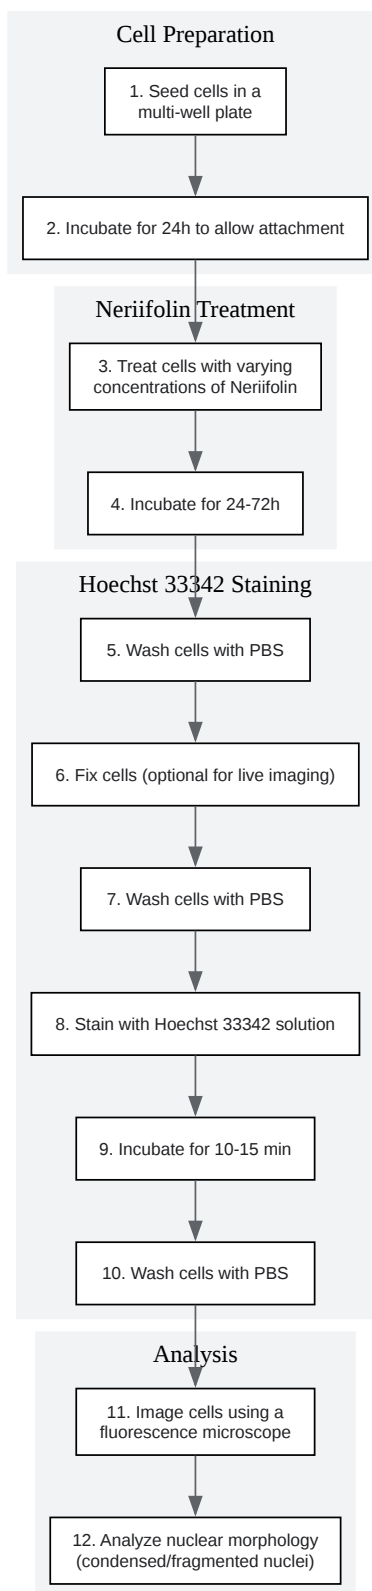 Cell Preparation
1. Seed cells in a
multi-well plate
2. Incubate for 24h to allow attachment
Neriifolin Treatment
3. Treat cells with varying
concentrations of Neriifolin
4. Incubate for 24-72h
Hoechst 33342 Staining
5. Wash cells with PBS
6. Fix cells (optional for live imaging)
7. Wash cells with PBS
8. Stain with Hoechst 33342 solution
9. Incubate for 10-15 min
10. Wash cells with PBS
Analysis
11. Image cells using a
fluorescence microscope
12. Analyze nuclear morphology
(condensed/fragmented nuclei)